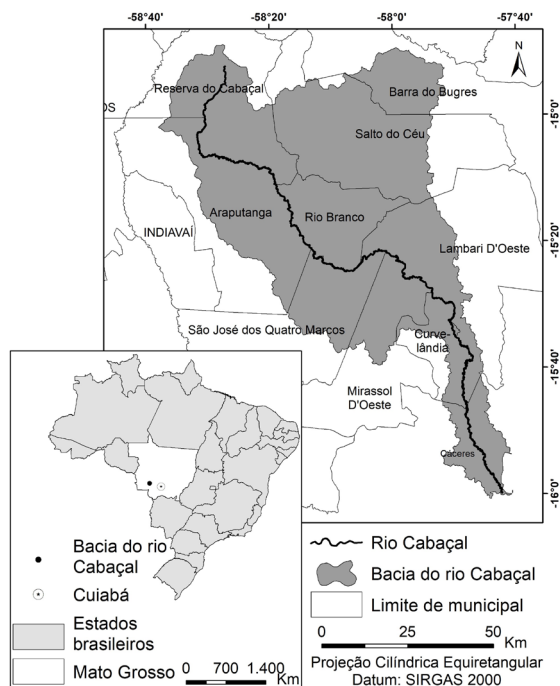 -58°40' -58°20' -58°0' -57°40'
N
Reserva do Cabaçal
Barra do Bugres
OS
-15°0'
Salto do Céu
Araputanga
Rio Branco
INDIAVAÍ
Lambari D'Oeste
-15°20'
São José dos Quatro Marcos
Curve-
lândia
-15°40'
Mirassol
D'Oeste
Cáceres
-16°0'
Bacia do rio
Cabaçal
Cuiabá
Estados
brasileiros
Mato Grosso
0 700 1.400
Km
Rio Cabaçal
Bacia do rio Cabaçal
Limite de municipal
0 25 50
Km
Projeção Cilíndrica Equiretangular
Datum: SIRGAS 2000